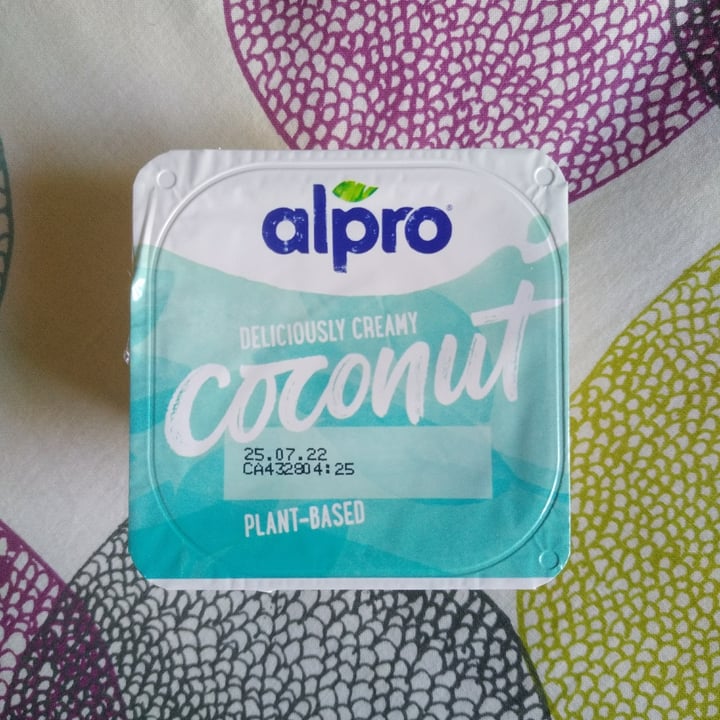 alpro
DELICIOUSLY CREAMY
coconut
25.07.22
CA432804:25
PLANT-BASED